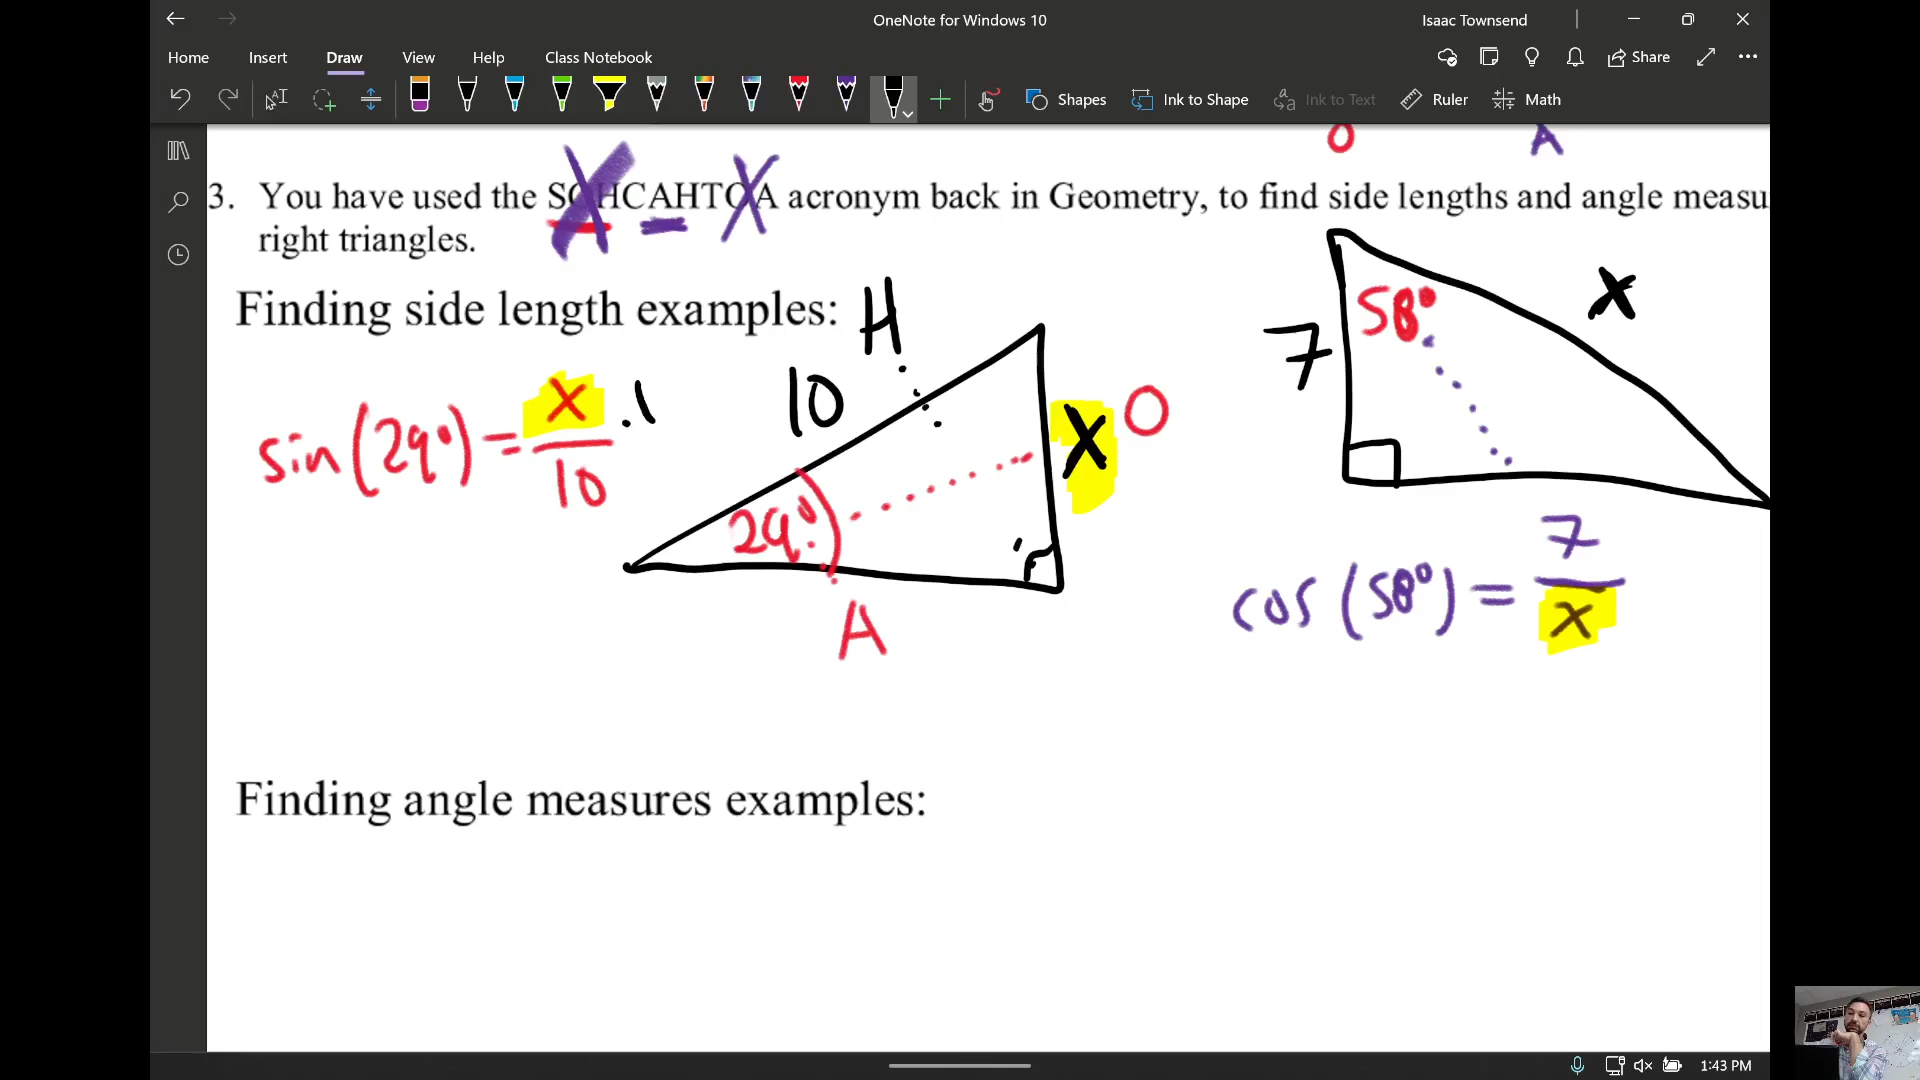 OneNote for Windows 10
Isaac Townsend
Home Insert Draw View Help Class Notebook
Share
Shapes Ink to Shape Ink to Text Ruler Math
O A
3. You have used the SOHCAHTOA acronym back in Geometry, to find side lengths and angle measu
right triangles.
Finding side length examples:
H
10
X
O
29°
A
sin(29°) = x/10
58°
7
X
cos(58°) = 7/x
Finding angle measures examples:
1:43 PM